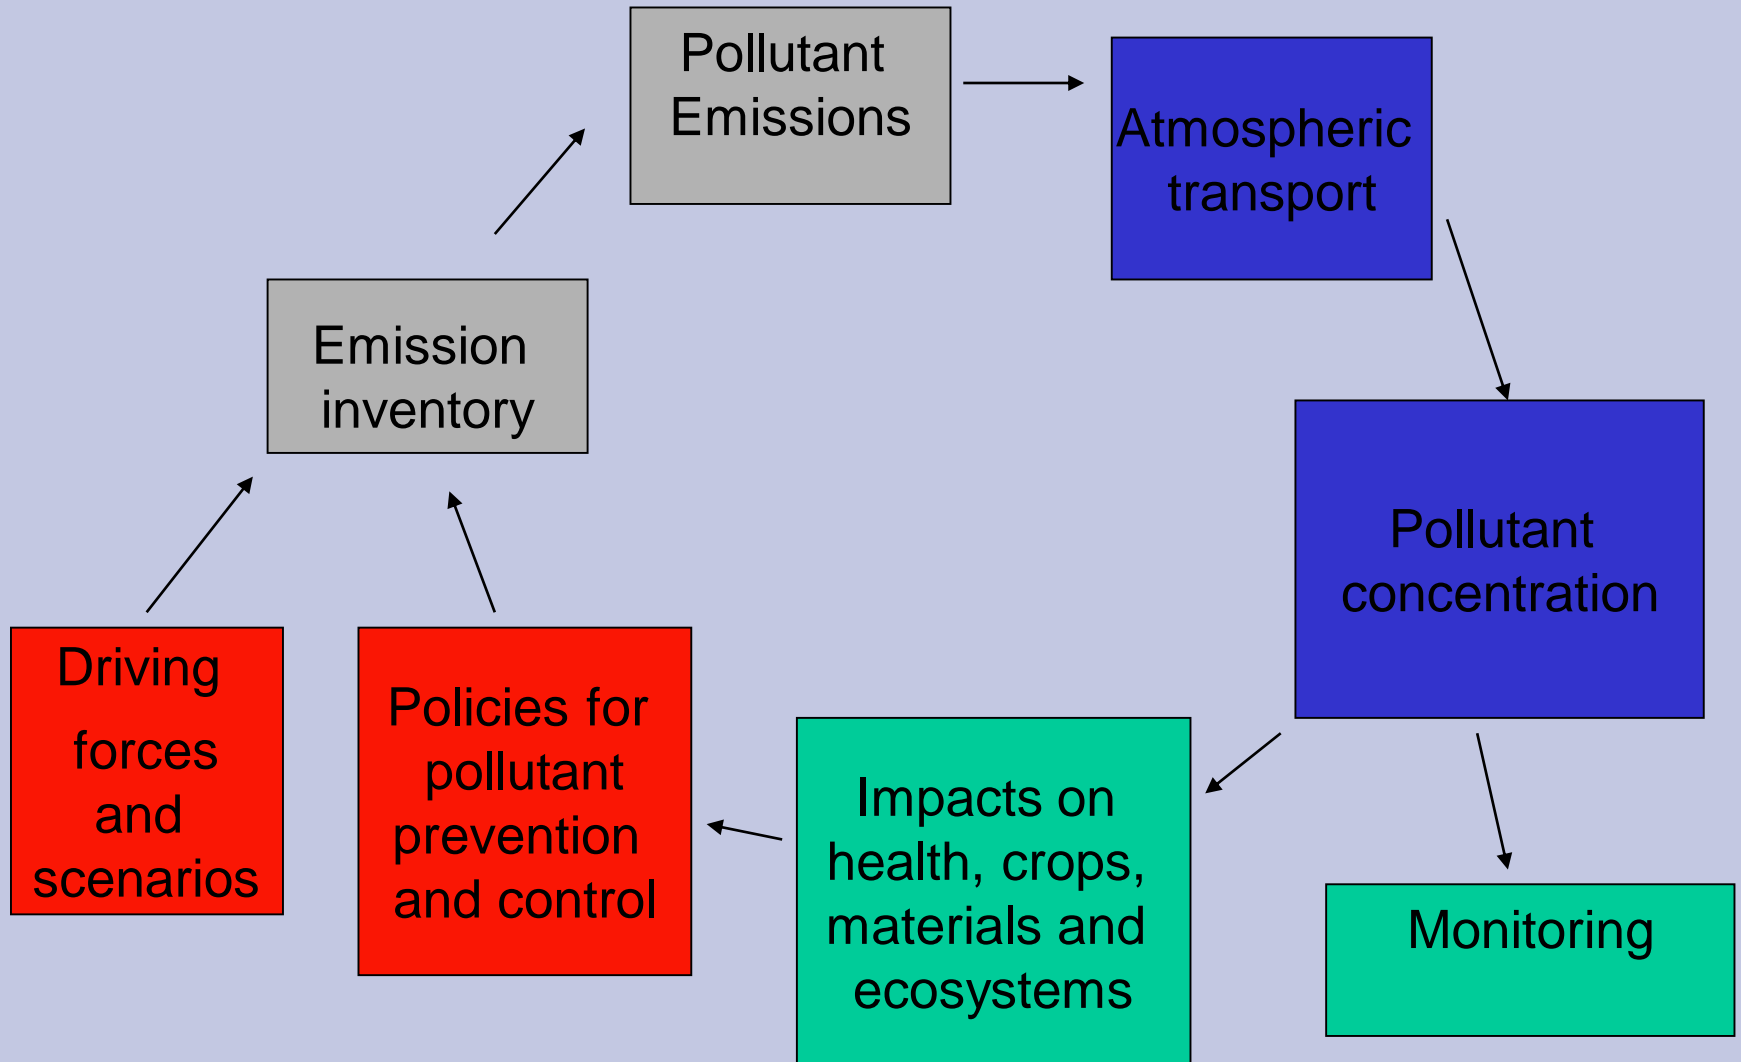 Pollutant
Emissions
Atmospheric
transport
Emission
inventory
Pollutant
concentration
Driving
forces
and
scenarios
Policies for
pollutant
prevention
and control
Impacts on
health, crops,
materials and
ecosystems
Monitoring